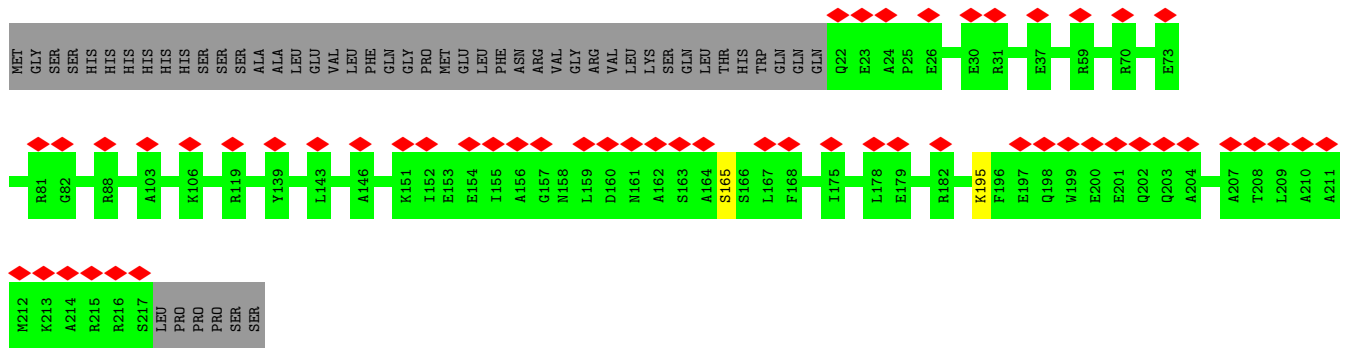 MET GLY SER SER HIS HIS HIS HIS HIS HIS SER SER SER ALA ALA LEU GLU VAL LEU PHE GLN GLY PRO MET GLU LEU PHE ASN ARG VAL GLY ARG VAL LEU LYS SER GLN LEU THR HIS TRP GLN GLN GLN Q22 E23 A24 P25 E26 E30 R31 E37 R59 R70 E73
R81 G82 R88 A103 K106 R119 Y139 L143 A146 K151 I152 E153 E154 I155 A156 G157 N158 L159 D160 N161 A162 S163 A164 S165 S166 L167 F168 I175 L178 E179 R182 K195 F196 E197 Q198 W199 E200 E201 Q202 Q203 A204 A207 T208 L209 A210 A211
M212 K213 A214 R215 R216 S217 LEU PRO PRO PRO SER SER